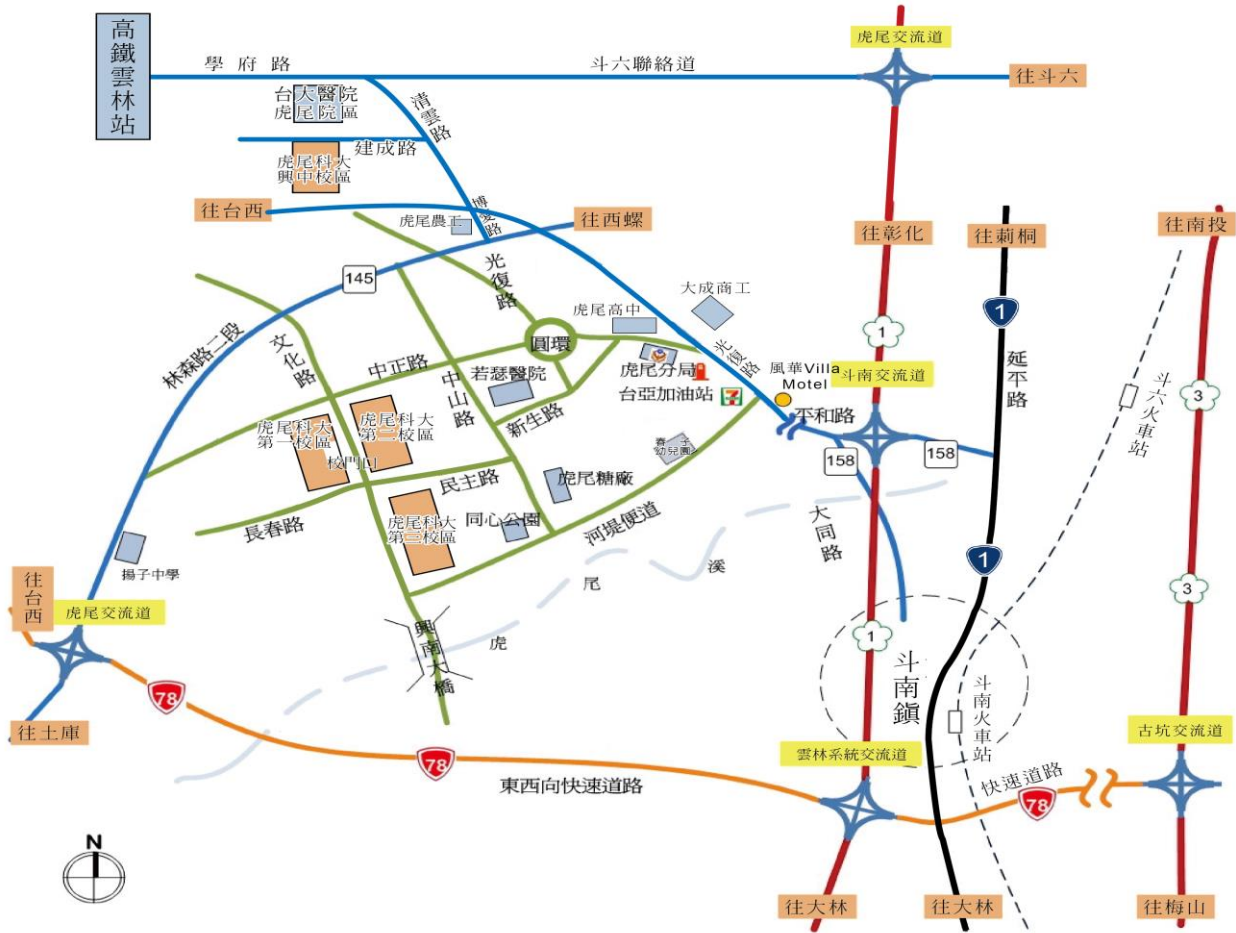 高鐵雲林站
學府路
斗六聯絡道
虎尾交流道
往斗六
台大醫院
虎尾院區
清雲路
建成路
虎尾科大
興中校區
往台西
虎尾農工
博愛路
往西螺
往彰化
往莿桐
往南投
145
光復路
大成商工
虎尾高中
1
1
圓環
林森路二段
文化路
中正路
中山路
若瑟醫院
虎尾分局
台亞加油站
7
光復路
風華Villa
Motel
斗南交流道
延平路
斗六火車站
3
新生路
平和路
158
158
虎尾科大
第一校區
校門口
虎尾科大
第二校區
民主路
虎尾糖廠
幼兒園
長春路
虎尾科大
第三校區
同心公園
河堤便道
大同路
揚子中學
虎尾溪
1
1
3
往台西
虎尾交流道
興南大橋
斗南鎮
斗南火車站
78
往土庫
78
東西向快速道路
雲林系統交流道
快速道路
78
古坑交流道
N
往大林
往大林
往梅山